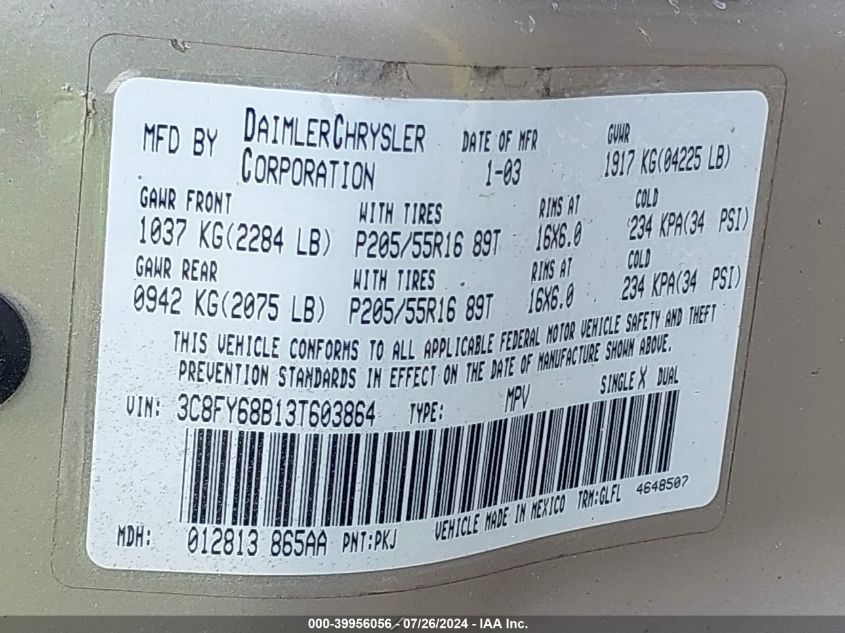 MFD BY DAIMLERCHRYSLER CORPORATION DATE OF MFR 1-03 GVWR 1917 KG(04225 LB)
GAWR FRONT WITH TIRES RIMS AT COLD
1037 KG(2284 LB) P205/55R16 89T 16X6.0 234 KPA(34 PSI)
GAWR REAR WITH TIRES RIMS AT COLD
0942 KG(2075 LB) P205/55R16 89T 16X6.0 234 KPA(34 PSI)
THIS VEHICLE CONFORMS TO ALL APPLICABLE FEDERAL MOTOR VEHICLE SAFETY AND THEFT
PREVENTION STANDARDS IN EFFECT ON THE DATE OF MANUFACTURE SHOWN ABOVE.
VIN: 3C8FY68B13T603864 TYPE: MPV SINGLE X DUAL
MDH: 012813 865AA PNT:PKJ VEHICLE MADE IN MEXICO TRM:GLFL 4648507
000-39956056 - 07/26/2024 - IAA Inc.